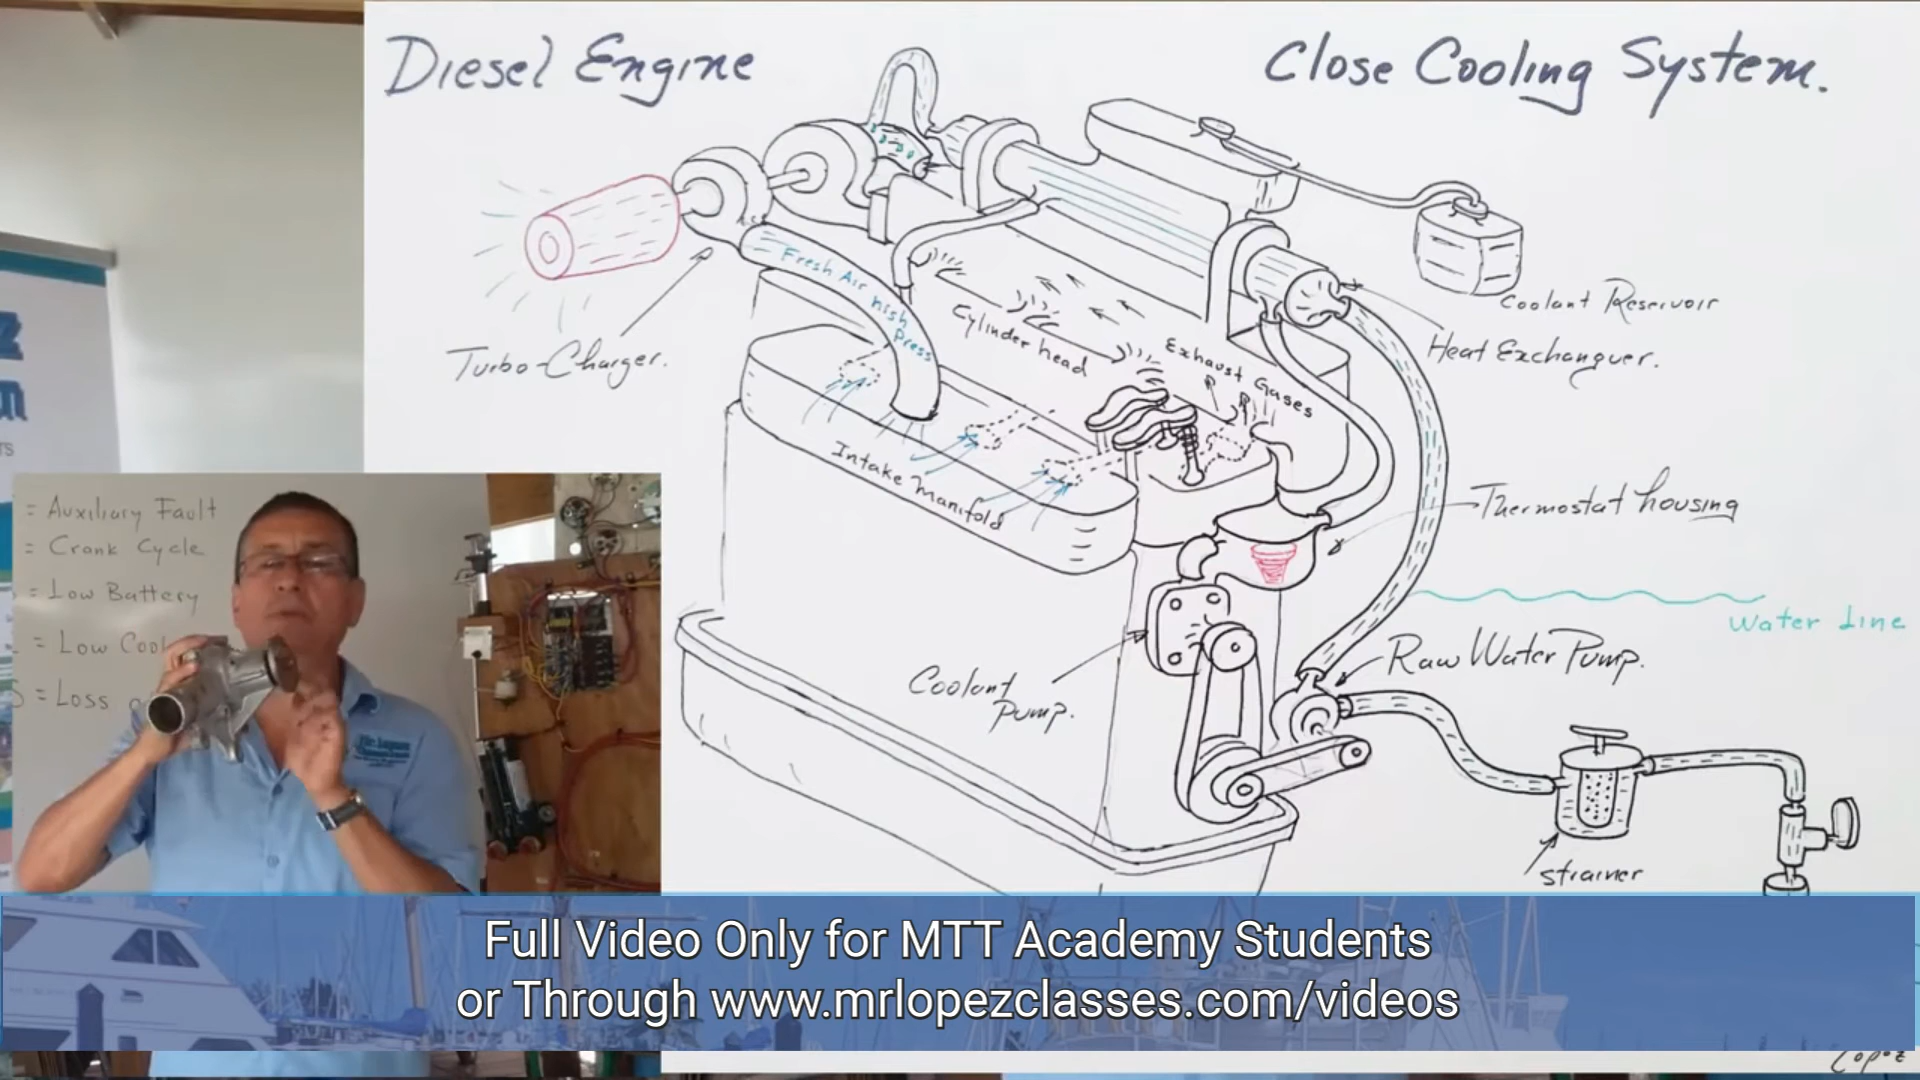 Diesel Engine
Close Cooling System.
Fresh Air high
Press
Turbo-Charger.
Cylinder head
Exhaust Gases
Coolant Reservoir
Heat Exchanguer.
Intake Manifold
Thermostat housing
Water Line
Raw Water Pump.
Coolant
Pump.
strainer
= Auxiliary Fault
= Crank Cycle
= Low Battery
= Low Cool
S = Loss o
Full Video Only for MTT Academy Students
or Through www.mrlopezclasses.com/videos
Lopez